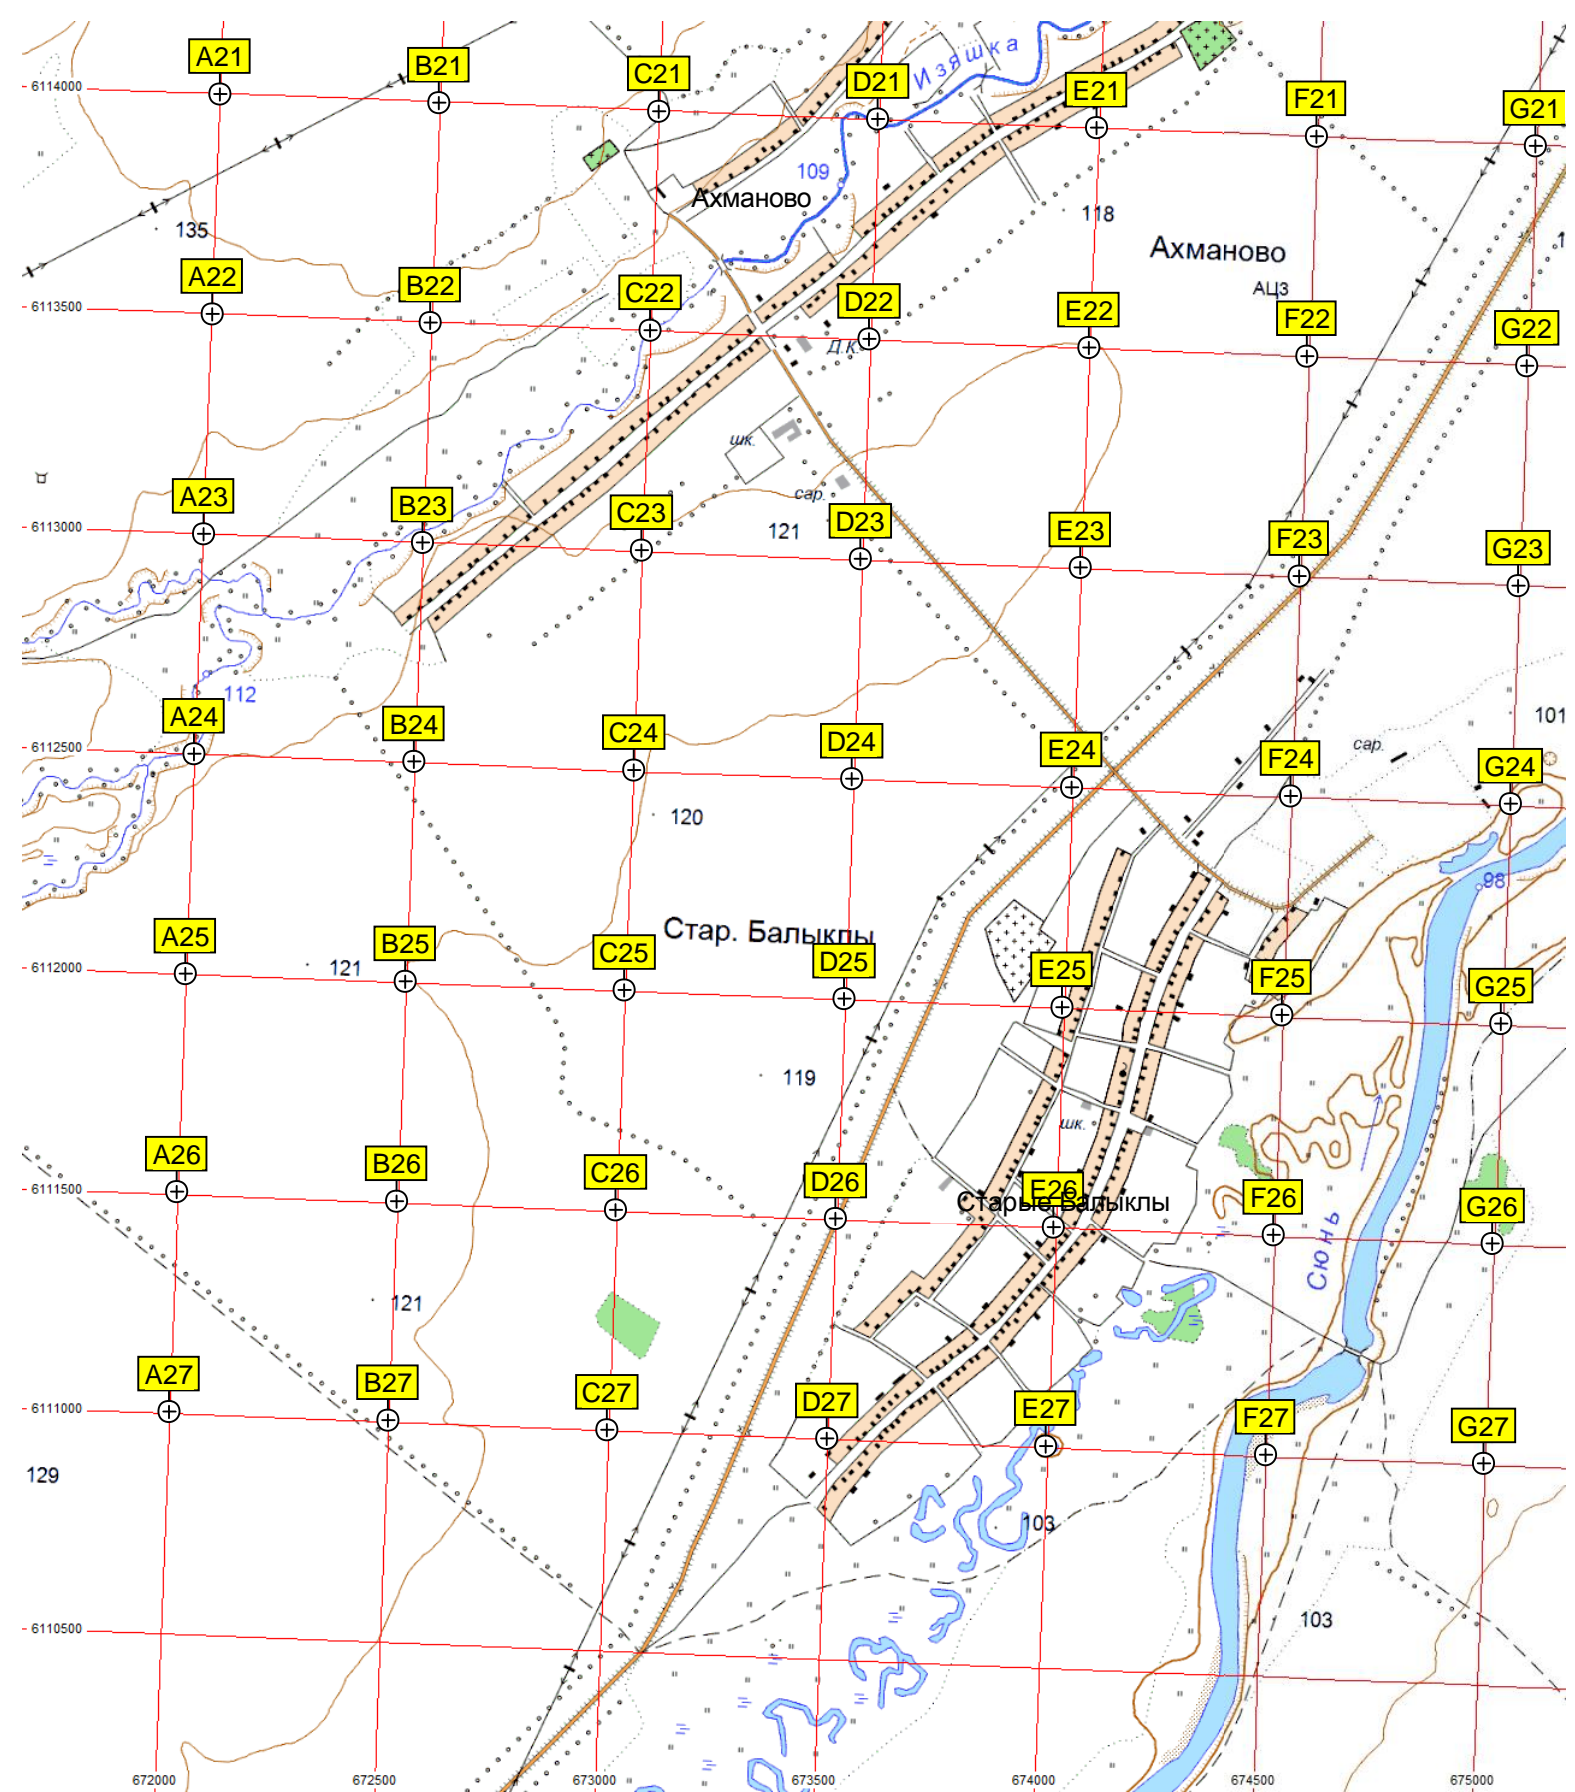 A21
B21
C21
D21
Изяшка
E21
F21
G21
6114000
109
Ахманово
118
135
Ахманово
АЦЗ
A22
B22
C22
D22
E22
F22
G22
6113500
Д.К.
шк.
сар.
A23
B23
C23
121
D23
E23
F23
G23
6113000
112
A24
B24
C24
D24
E24
F24
сар.
101
G24
6112500
120
98
Стар. Балыклы
A25
121
B25
C25
D25
E25
F25
G25
6112000
119
шк.
A26
B26
C26
D26
E26
Старые Балыклы
F26
G26
6111500
Сюнь
121
A27
B27
C27
D27
E27
F27
G27
6111000
129
103
103
6110500
672000
672500
673000
673500
674000
674500
675000